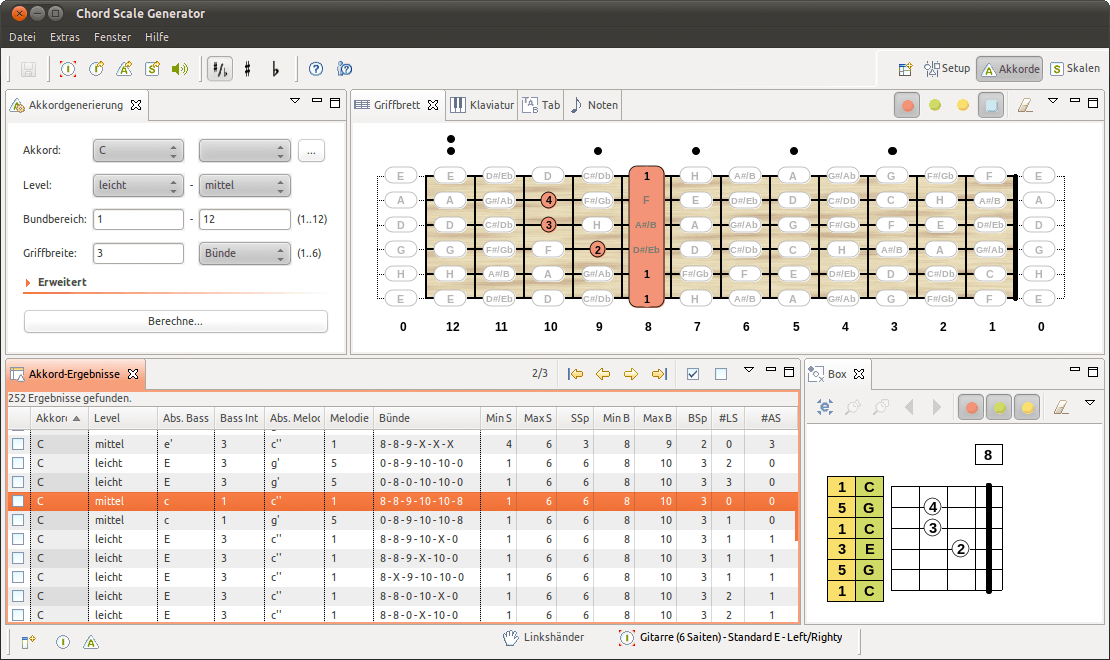 Chord Scale Generator
Datei Extras Fenster Hilfe
♯/♭ ♯ ♭ Setup Akkorde Skalen
Akkordgenerierung
Akkord: C ...
Level: leicht - mittel
Bundbereich: 1 - 12 (1..12)
Griffbreite: 3 Bünde (1..6)
Erweitert
Berechne...
Griffbrett Klaviatur Tab Noten
E E D#/Eb D C#/Db 1 H A#/B A G#/Ab G F#/Gb F E
A A G#/Ab 4 F#/Gb F E D#/Eb D C#/Db C H A#/B A
D D C#/Db 3 H A#/B A G#/Ab G F#/Gb F E D#/Eb D
G G F#/Gb F 2 D#/Eb D C#/Db C H A#/B A G#/Ab G
H H A#/B A G#/Ab 1 F#/Gb F E D#/Eb D C#/Db C H
E E D#/Eb D C#/Db 1 H A#/B A G#/Ab G F#/Gb F E
0 12 11 10 9 8 7 6 5 4 3 2 1 0
Akkord-Ergebnisse 2/3
252 Ergebnisse gefunden.
Akkord Level Abs. Bass Bass Int Abs. Meloc Melodie Bünde Min S Max S SSp Min B Max B BSp #LS #AS
C mittel e' 3 c'' 1 8-8-9-X-X-X 4 6 3 8 9 2 0 3
C leicht E 3 g' 5 0-8-9-10-10-0 1 6 6 8 10 3 2 0
C leicht E 3 g' 5 0-8-0-10-10-0 1 6 6 8 10 3 3 0
C mittel c 1 c'' 1 8-8-9-10-10-8 1 6 6 8 10 3 0 0
C mittel c 1 g' 5 0-8-9-10-10-8 1 6 6 8 10 3 1 0
C leicht E 3 c'' 1 8-8-9-10-X-0 1 6 6 8 10 3 1 1
C leicht E 3 c'' 1 8-8-9-X-10-0 1 6 6 8 10 3 1 1
C leicht E 3 c'' 1 8-X-9-10-10-0 1 6 6 8 10 3 1 1
C leicht E 3 c'' 1 8-8-0-10-X-0 1 6 6 8 10 3 2 1
C leicht E 3 c'' 1 8-8-0-X-10-0 1 6 6 8 10 3 2 1
Box
8
1 C
5 G 4
1 C 3
3 E 2
5 G
1 C
Linkshänder Gitarre (6 Saiten) - Standard E - Left/Righty